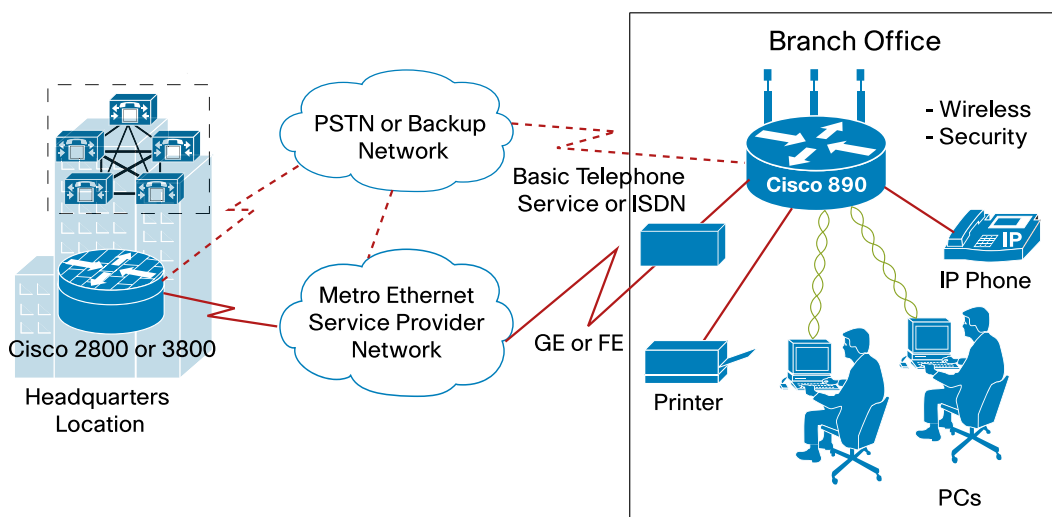 Branch Office
- Wireless
- Security
PSTN or Backup
Network
Basic Telephone
Service or ISDN
Cisco 890
IP
IP Phone
Metro Ethernet
Service Provider
Network
GE or FE
Cisco 2800 or 3800
Headquarters
Location
Printer
PCs